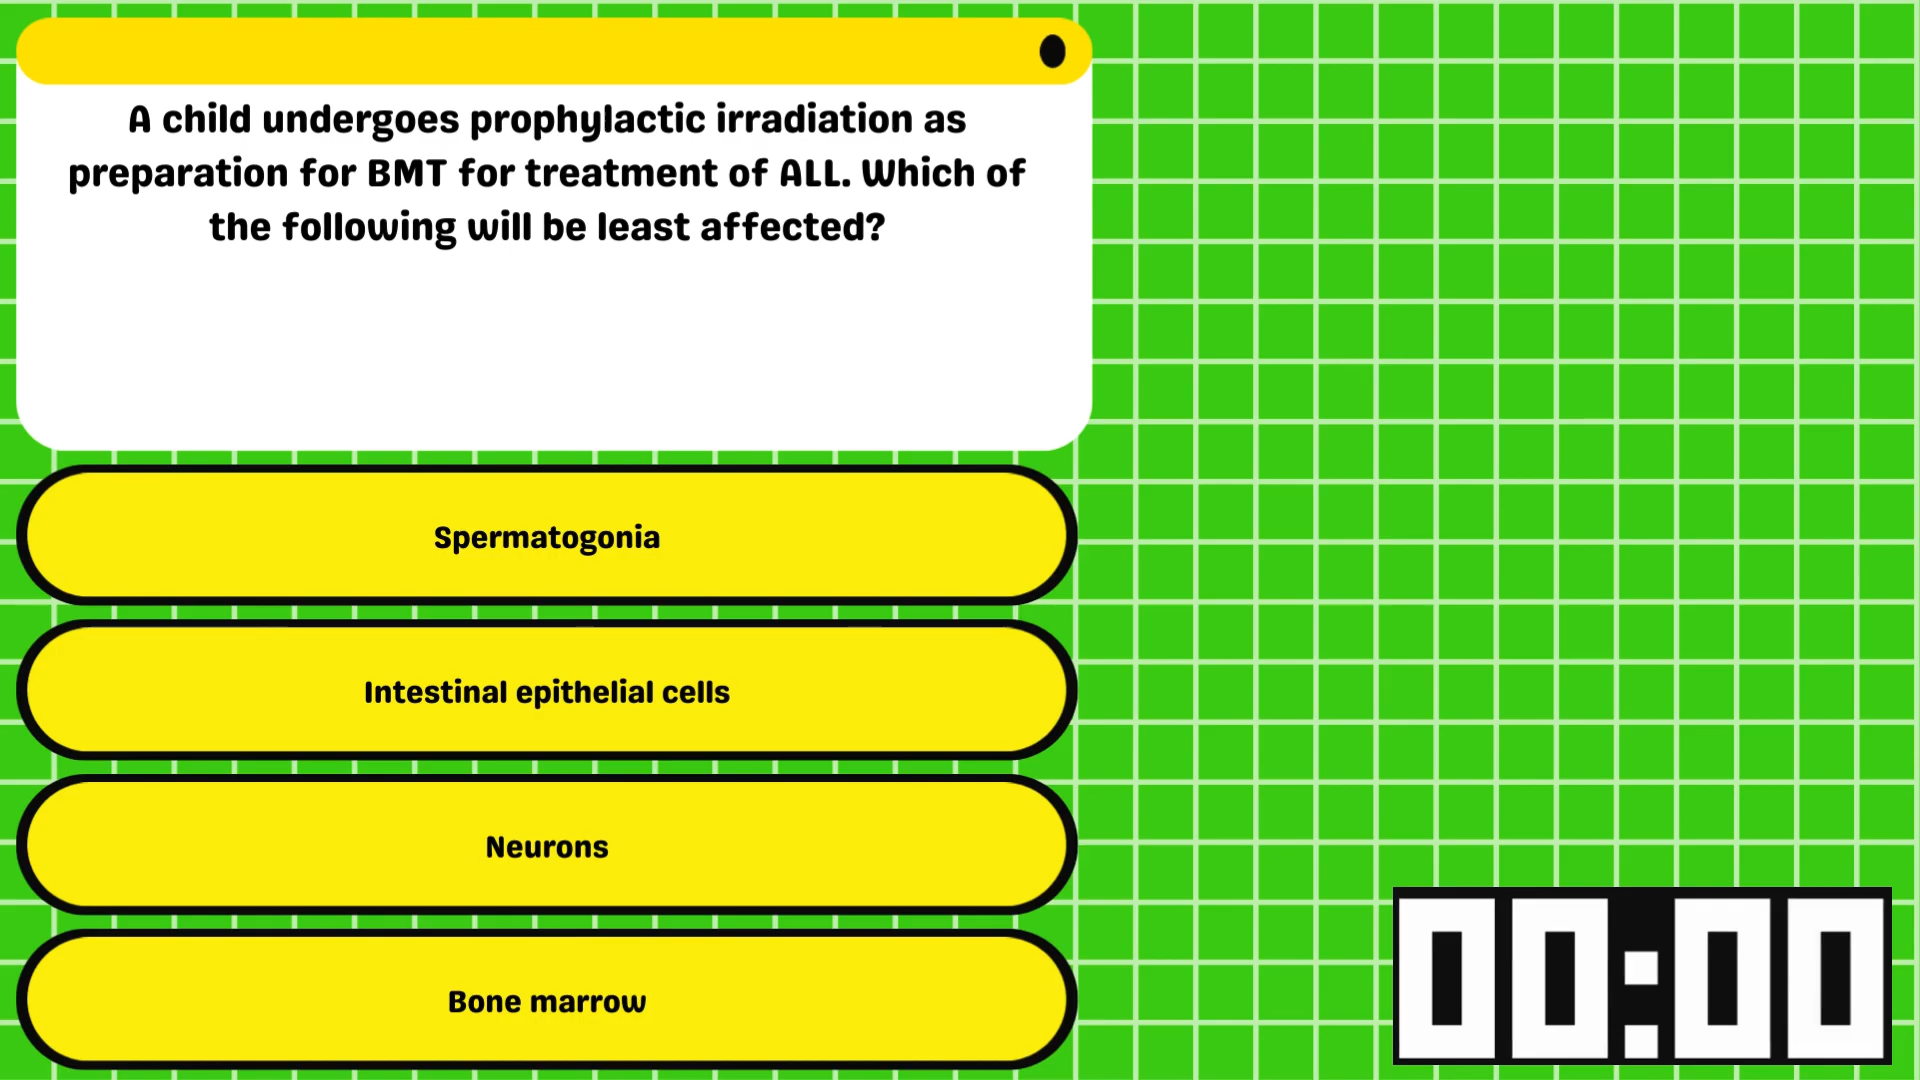 A child undergoes prophylactic irradiation as
preparation for BMT for treatment of ALL. Which of
the following will be least affected?
Spermatogonia
Intestinal epithelial cells
Neurons
Bone marrow
00:00